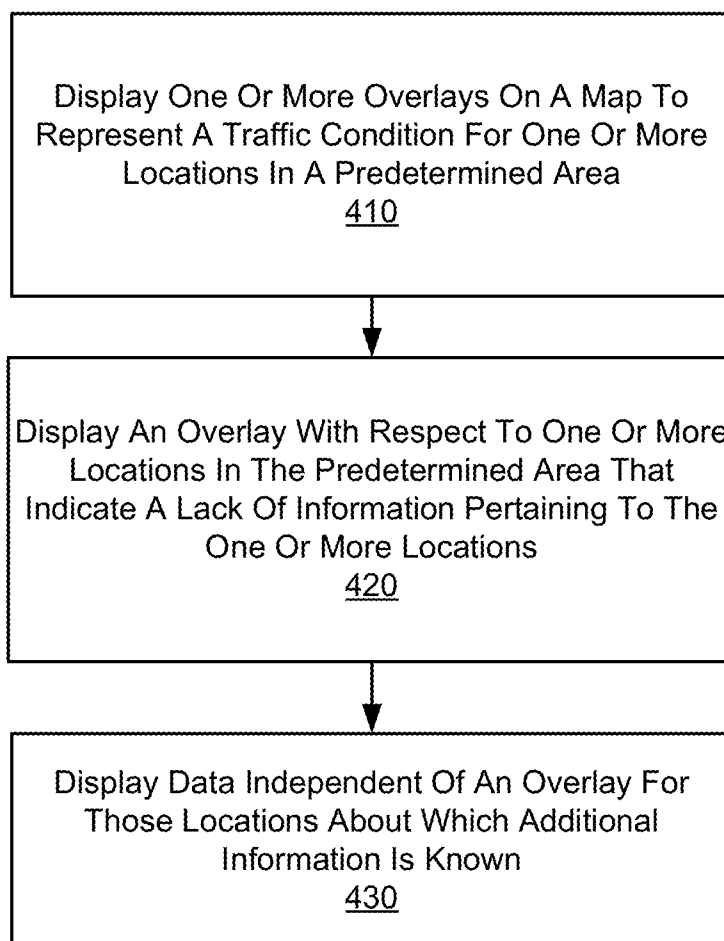 Display One Or More Overlays On A Map To
Represent A Traffic Condition For One Or More
Locations In A Predetermined Area
410
Display An Overlay With Respect To One Or More
Locations In The Predetermined Area That
Indicate A Lack Of Information Pertaining To The
One Or More Locations
420
Display Data Independent Of An Overlay For
Those Locations About Which Additional
Information Is Known
430